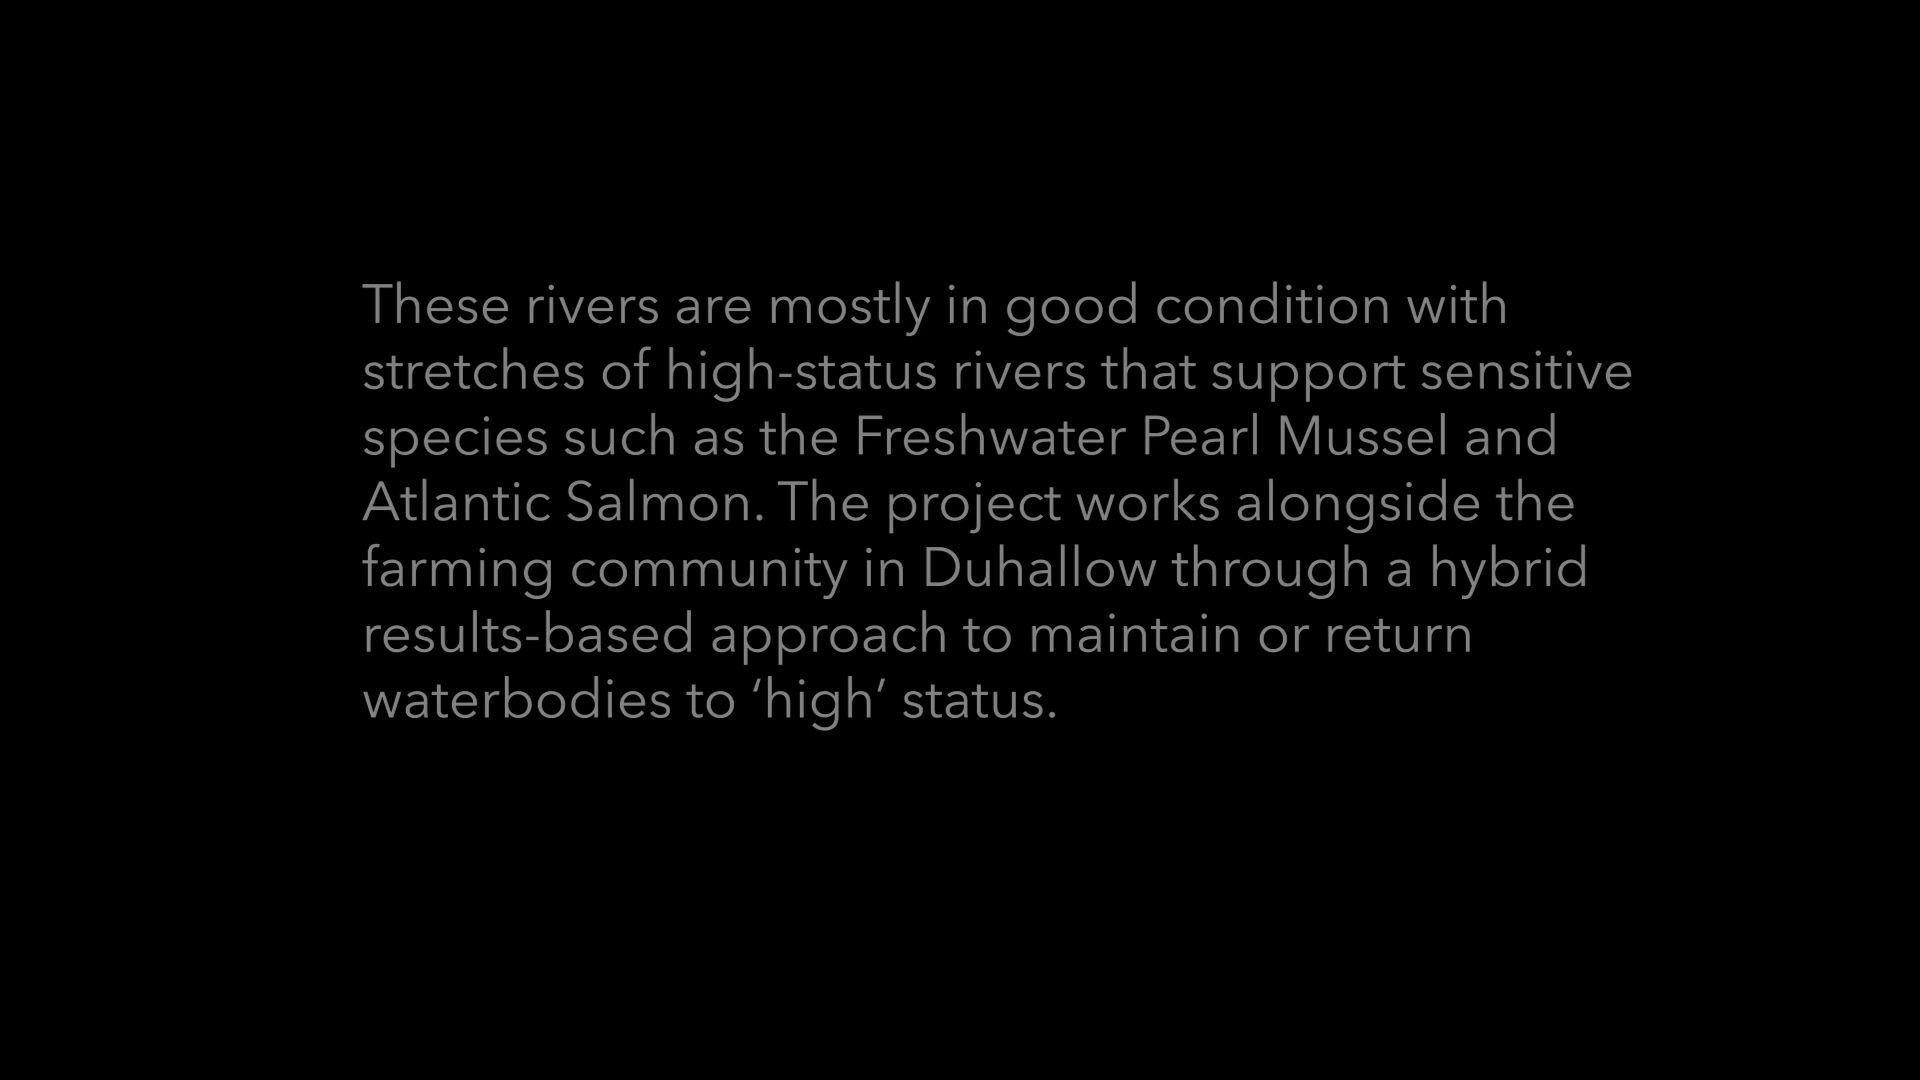 These rivers are mostly in good condition with
stretches of high-status rivers that support sensitive
species such as the Freshwater Pearl Mussel and
Atlantic Salmon. The project works alongside the
farming community in Duhallow through a hybrid
results-based approach to maintain or return
waterbodies to ‘high’ status.